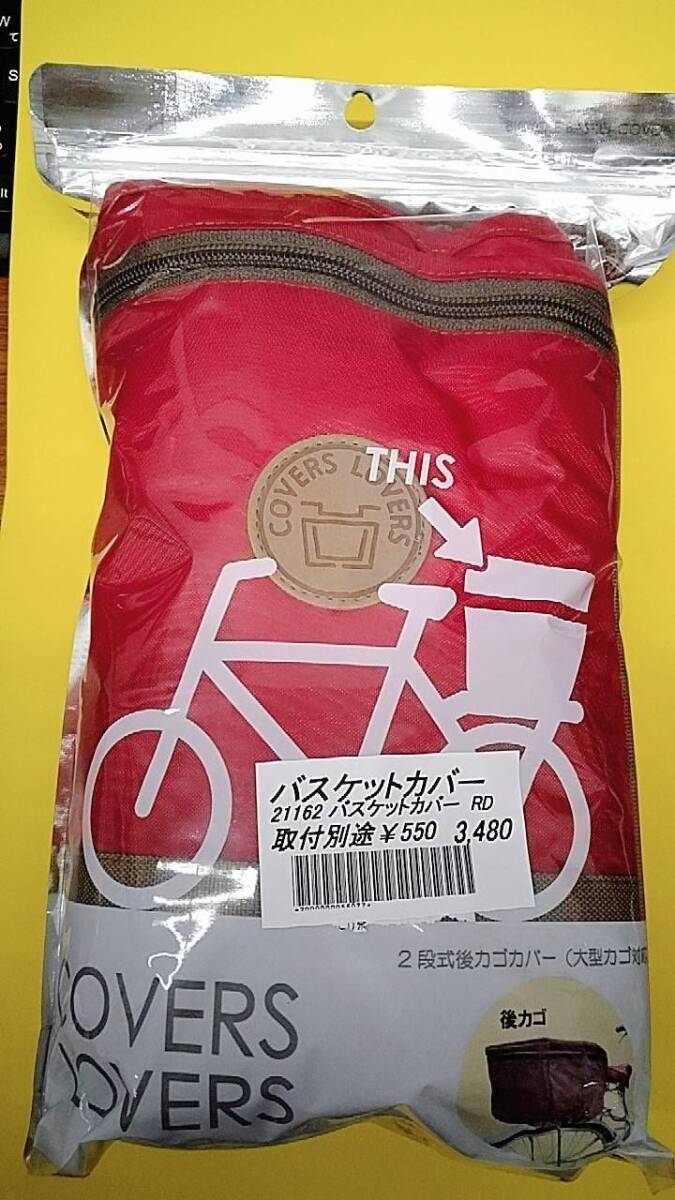 COVERS LOVERS
THIS
バスケットカバー
21162 バスケットカバー RD
取付別途￥550 3,480
2段式後カゴカバー（大型カゴ対応
後カゴ
COVERS
LOVERS